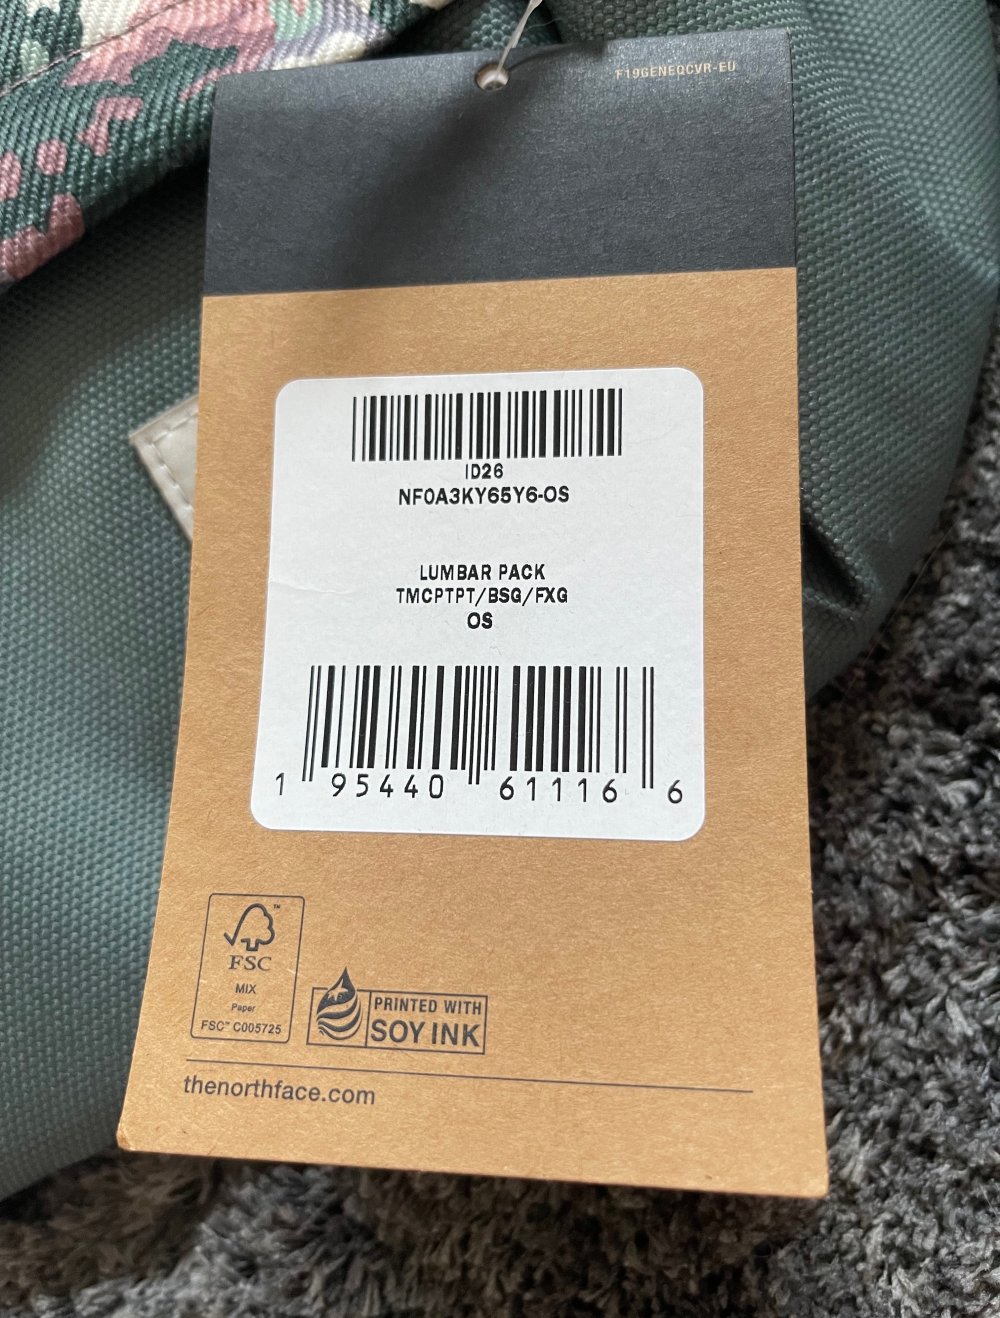 F19GENEQCVR-EU
ID26
NF0A3KY65Y6-OS
LUMBAR PACK
TMCPTPT/BSG/FXG
OS
1 95440 61116 6
FSC™
MIX
Paper
FSC™ C005725
PRINTED WITH
SOY INK
thenorthface.com